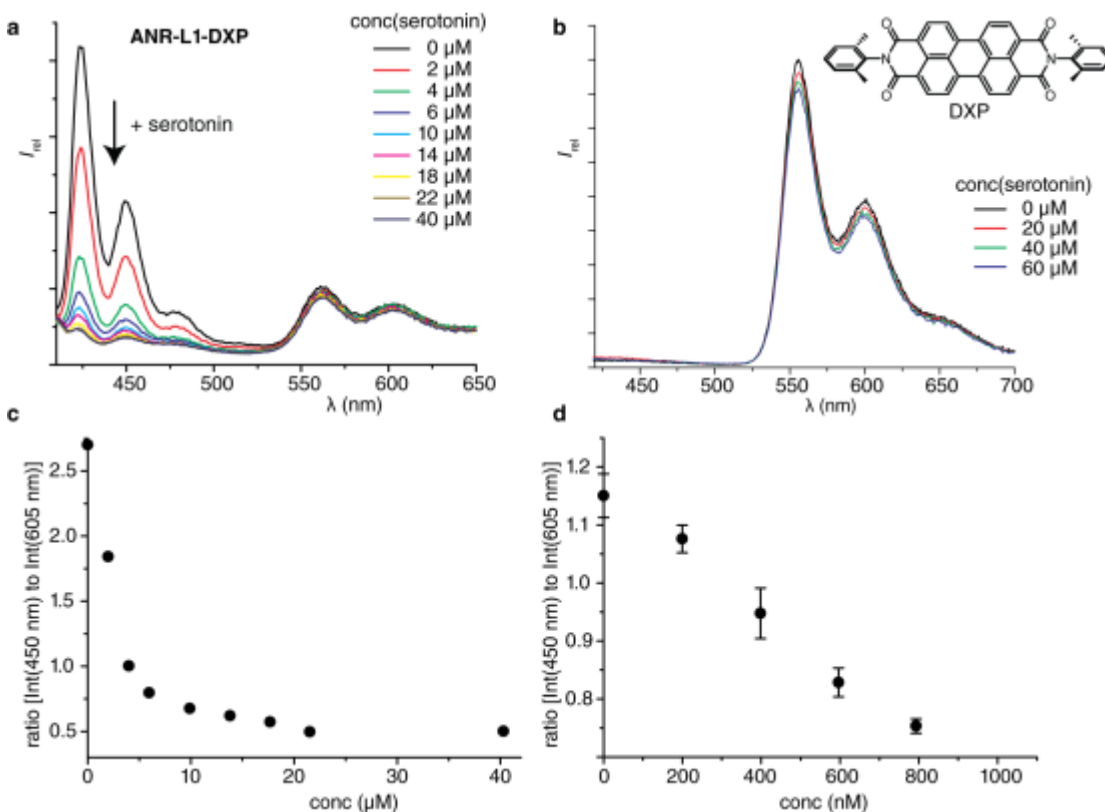 a
ANR-L1-DXP
conc(serotonin)
0 µM
2 µM
4 µM
6 µM
10 µM
14 µM
18 µM
22 µM
40 µM
+ serotonin
Irel
450 500 550 600 650
λ (nm)
b
O O
N N
O O
DXP
conc(serotonin)
0 µM
20 µM
40 µM
60 µM
Irel
450 500 550 600 650 700
λ (nm)
c
ratio [Int(450 nm) to Int(605 nm)]
2.5
2.0
1.5
1.0
0.5
0 10 20 30 40
conc (µM)
d
ratio [Int(450 nm) to Int(605 nm)]
1.2
1.1
1.0
0.9
0.8
0 200 400 600 800 1000
conc (nM)